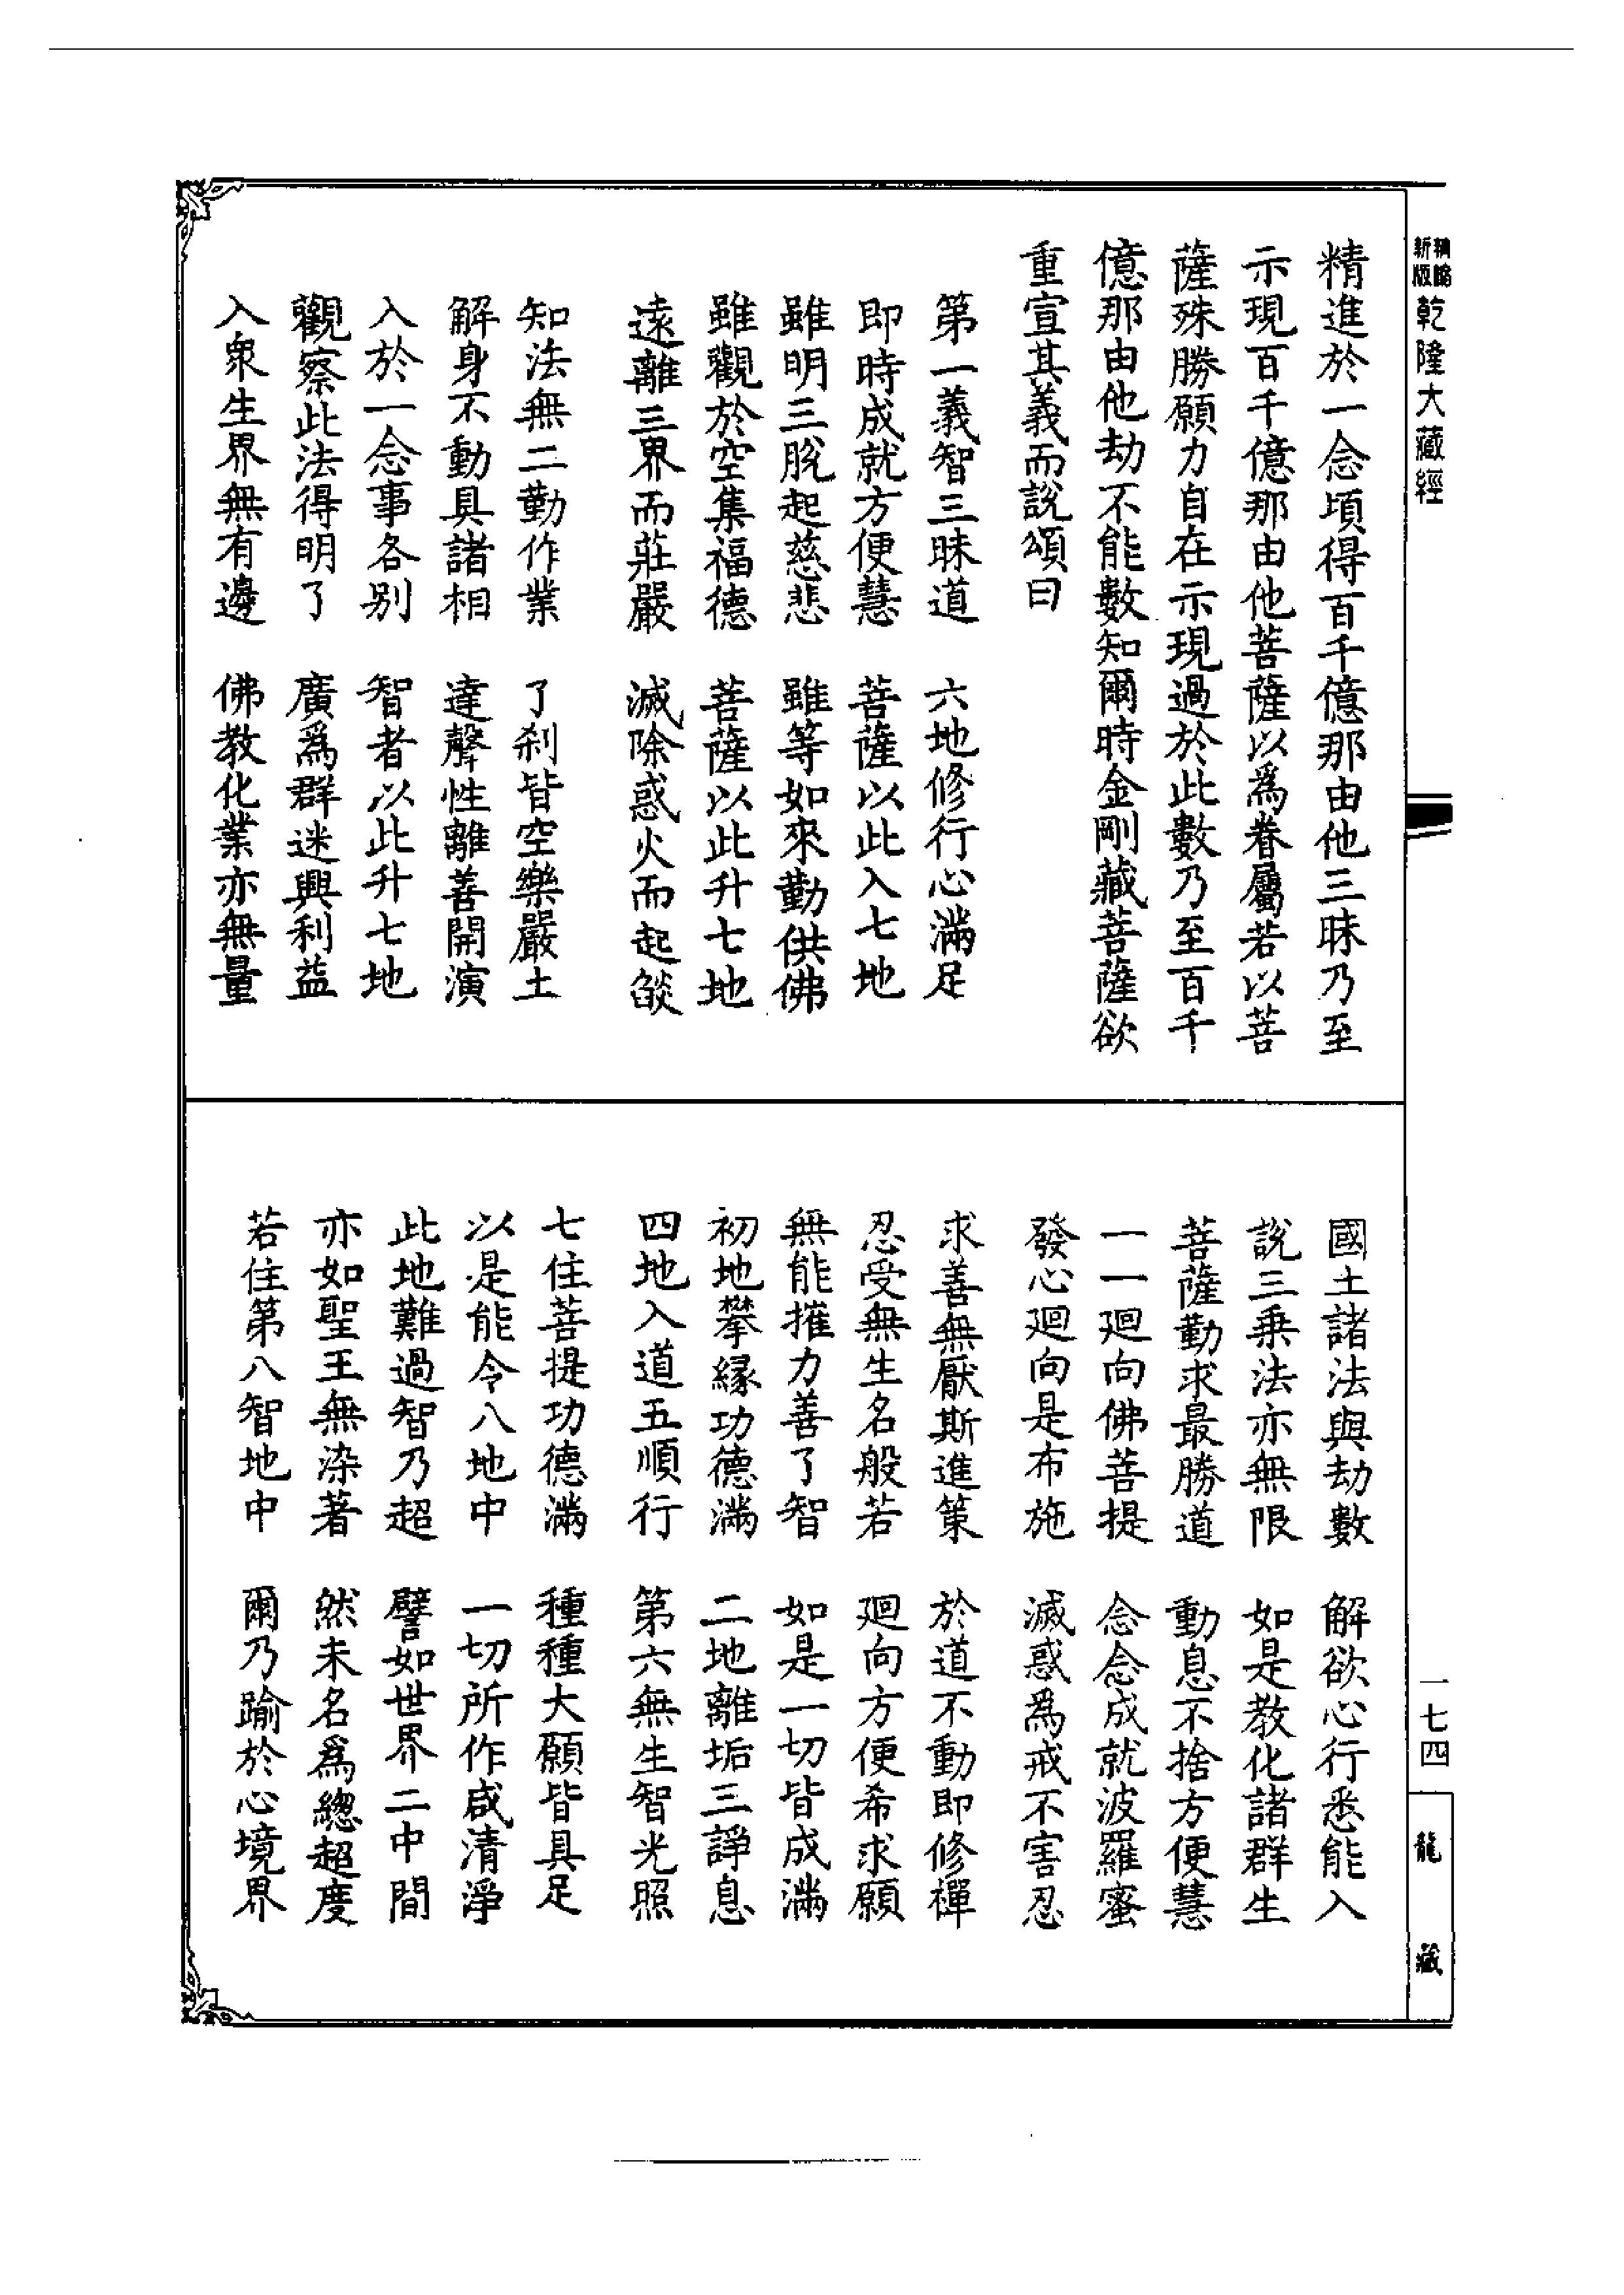 新版
精縮
乾隆大藏經
精進於一念頃得百千億那由他三昧乃至
示現百千億那由他菩薩以爲眷屬若以菩
薩殊勝願力自在示現過於此數乃至百千
億那由他劫不能數知爾時金剛藏菩薩欲
重宣其義而說頌曰
第一義智三昧道　六地修行心滿足
即時成就方便慧　菩薩以此入七地
雖明三脫起慈悲　雖等如來勤供佛
雖觀於空集福德　菩薩以此升七地
遠離三界而莊嚴　滅除惑火而起燄
知法無二勤作業　了刹皆空樂嚴土
解身不動具諸相　達聲性離善開演
入於一念事各別　智者以此升七地
觀察此法得明了　廣爲群迷興利益
入衆生界無有邊　佛教化業亦無量
國土諸法與劫數　解欲心行悉能入
說三乗法亦無限　如是教化諸群生
菩薩勤求最勝道　動息不捨方便慧
一一迴向佛菩提　念念成就波羅蜜
發心迴向是布施　滅惑爲戒不害忍
求善無厭斯進策　於道不動即修禪
忍受無生名般若　迴向方便希求願
無能摧力善了智　如是一切皆成滿
初地攀緣功德滿　二地離垢三諍息
四地入道五順行　第六無生智光照
七住菩提功德滿　種種大願皆具足
以是能令八地中　一切所作咸清淨
此地難過智乃超　譬如世界二中間
亦如聖王無染著　然未名爲總超度
若住第八智地中　爾乃踰於心境界
一七四
龍藏